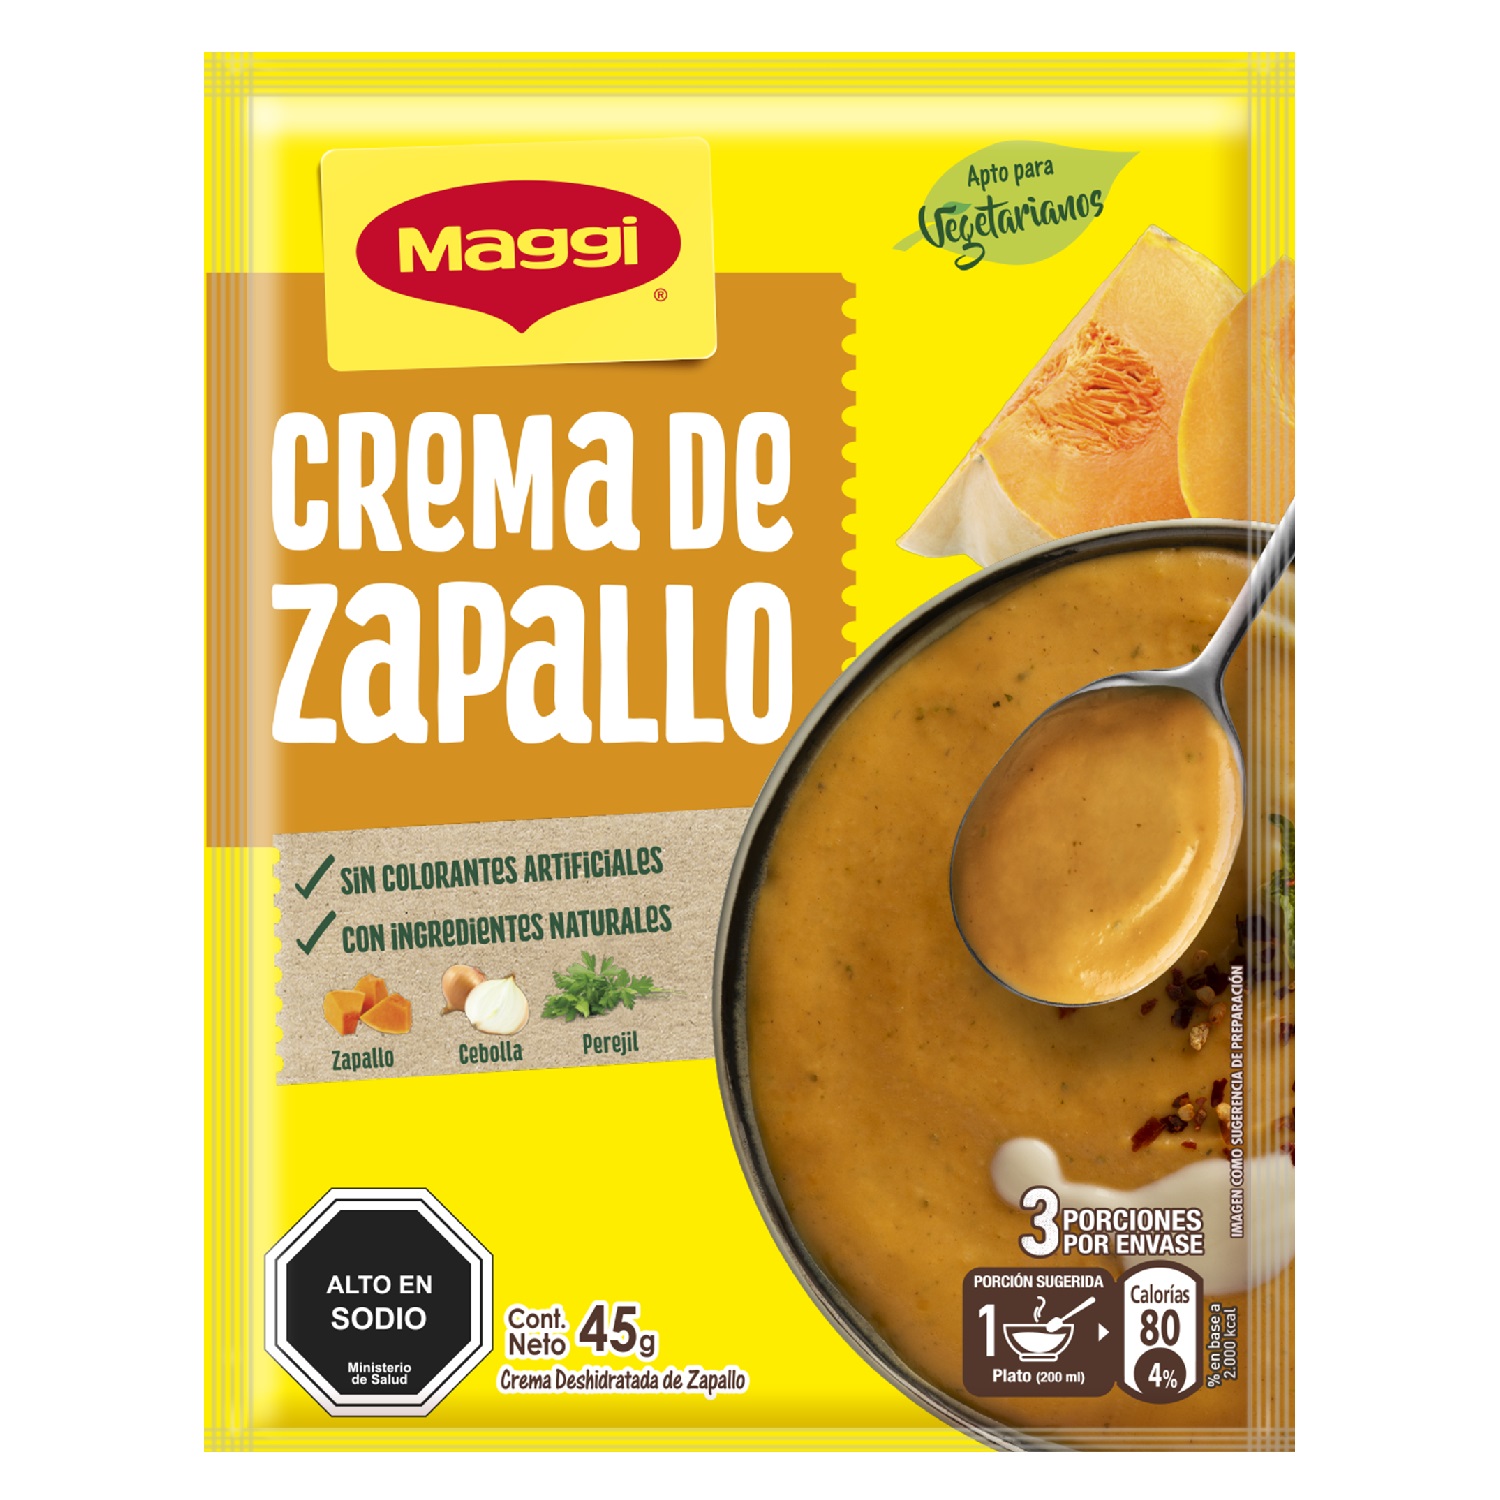 Apto para
Vegetarianos
Maggi
®
CReMa De
ZaPaLLO
SiN COLORANTES ARTiFiCiALES
CON iNGReDieNTES NATURALES
Zapallo
Cebolla
Perejil
IMAGEN COMO SUGERENCIA DE PREPARACIÓN
3 PORCIONES
POR ENVASE
PORCIÓN SUGERIDA
1
Plato (200 ml)
Calorías
80
4%
% en base a
2.000 kcal
ALTO EN
SODIO
Ministerio
de Salud
Cont.
Neto 45g
Crema Deshidratada de Zapallo